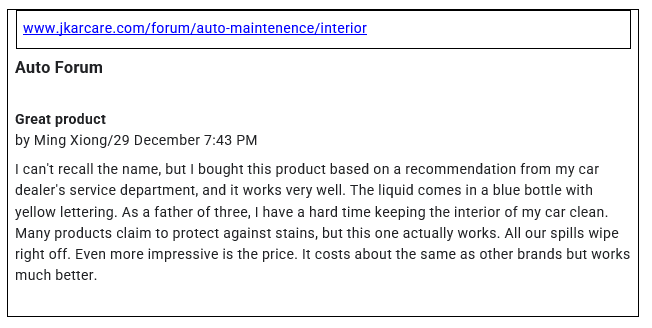 www.jkarcare.com/forum/auto-maintenence/interior
Auto Forum
Great product
by Ming Xiong/29 December 7:43 PM
I can't recall the name, but I bought this product based on a recommendation from my car
dealer's service department, and it works very well. The liquid comes in a blue bottle with
yellow lettering. As a father of three, I have a hard time keeping the interior of my car clean.
Many products claim to protect against stains, but this one actually works. All our spills wipe
right off. Even more impressive is the price. It costs about the same as other brands but works
much better.